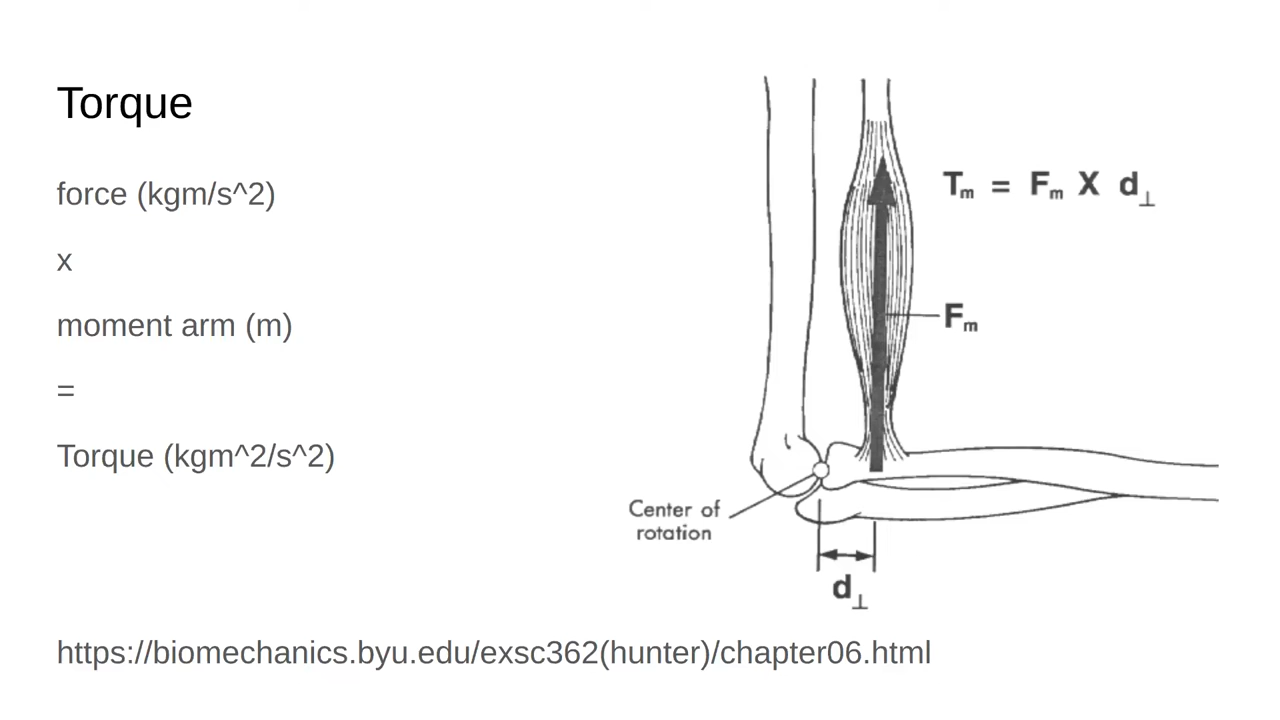 Torque
force (kgm/s^2)
x
moment arm (m)
=
Torque (kgm^2/s^2)
Tm = Fm X d⊥
Fm
Center of
rotation
d⊥
https://biomechanics.byu.edu/exsc362(hunter)/chapter06.html